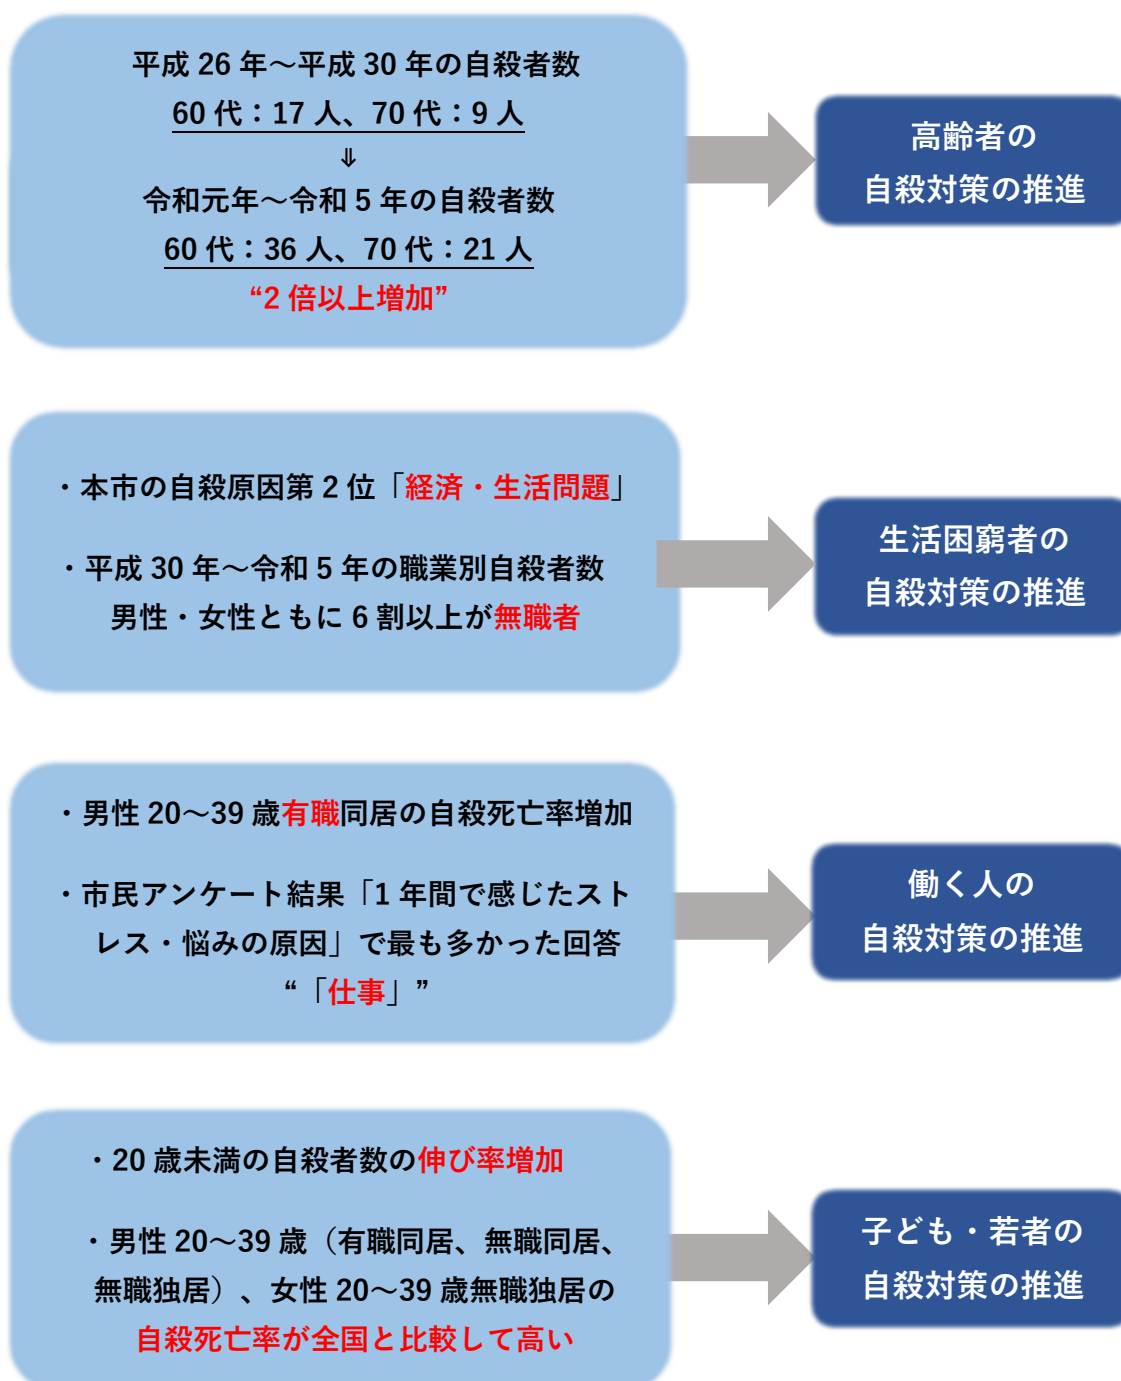 平成 26 年～平成 30 年の自殺者数
60 代：17 人、70 代：9 人
⇓
令和元年～令和 5 年の自殺者数
60 代：36 人、70 代：21 人
“2 倍以上増加”
高齢者の
自殺対策の推進
・本市の自殺原因第 2 位「経済・生活問題」
・平成 30 年～令和 5 年の職業別自殺者数
男性・女性ともに 6 割以上が無職者
生活困窮者の
自殺対策の推進
・男性 20～39 歳有職同居の自殺死亡率増加
・市民アンケート結果「1 年間で感じたスト
レス・悩みの原因」で最も多かった回答
“「仕事」”
働く人の
自殺対策の推進
・20 歳未満の自殺者数の伸び率増加
・男性 20～39 歳（有職同居、無職同居、
無職独居）、女性 20～39 歳無職独居の
自殺死亡率が全国と比較して高い
子ども・若者の
自殺対策の推進